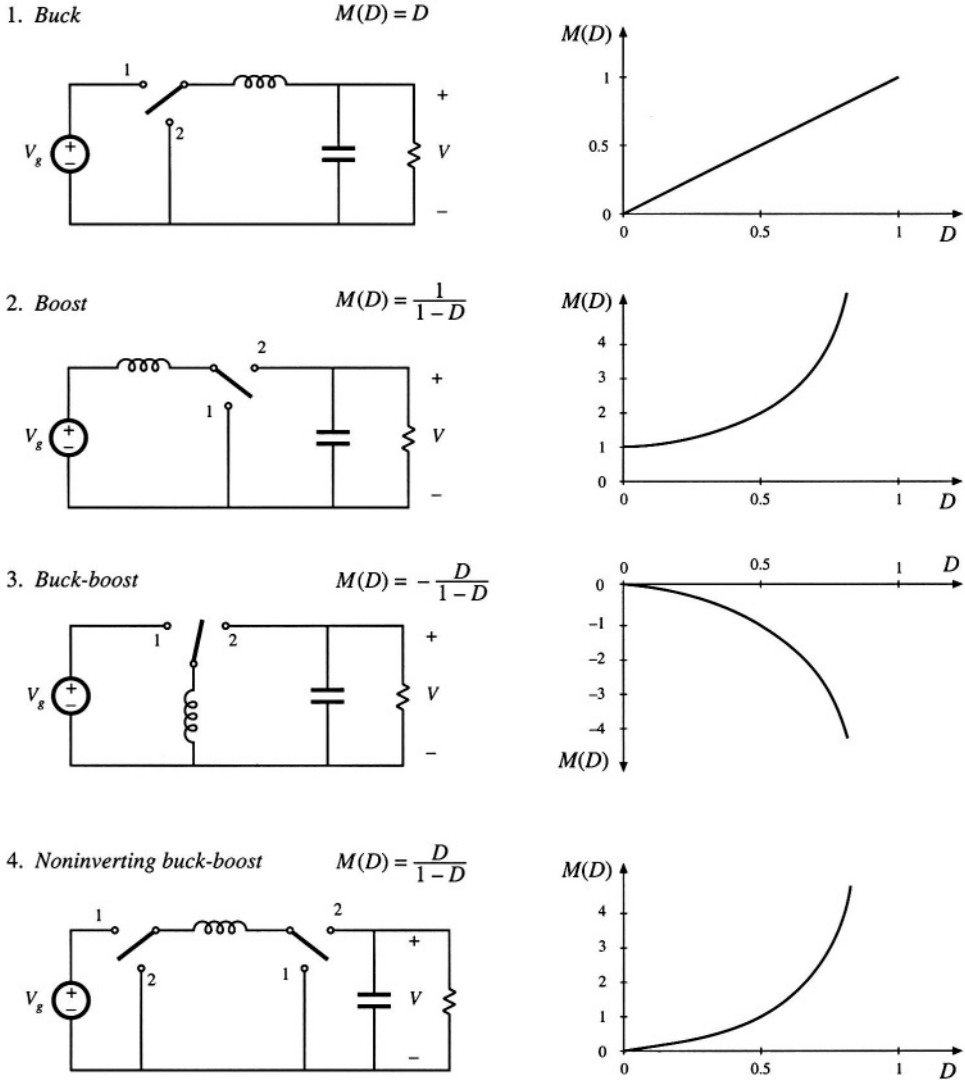 1. Buck
M(D) = D
1
2
V_g
+
−
+
V
−
M(D)
1
0.5
0
0
0.5
1
D
2. Boost
M(D) = \frac{1}{1 − D}
2
1
V_g
+
−
+
V
−
M(D)
4
3
2
1
0
0
0.5
1
D
3. Buck-boost
M(D) = − \frac{D}{1 − D}
1
2
V_g
+
−
+
V
−
0
0.5
1
D
0
−1
−2
−3
−4
M(D)
4. Noninverting buck-boost
M(D) = \frac{D}{1 − D}
1
2
1
2
V_g
+
−
+
V
−
M(D)
4
3
2
1
0
0
0.5
1
D